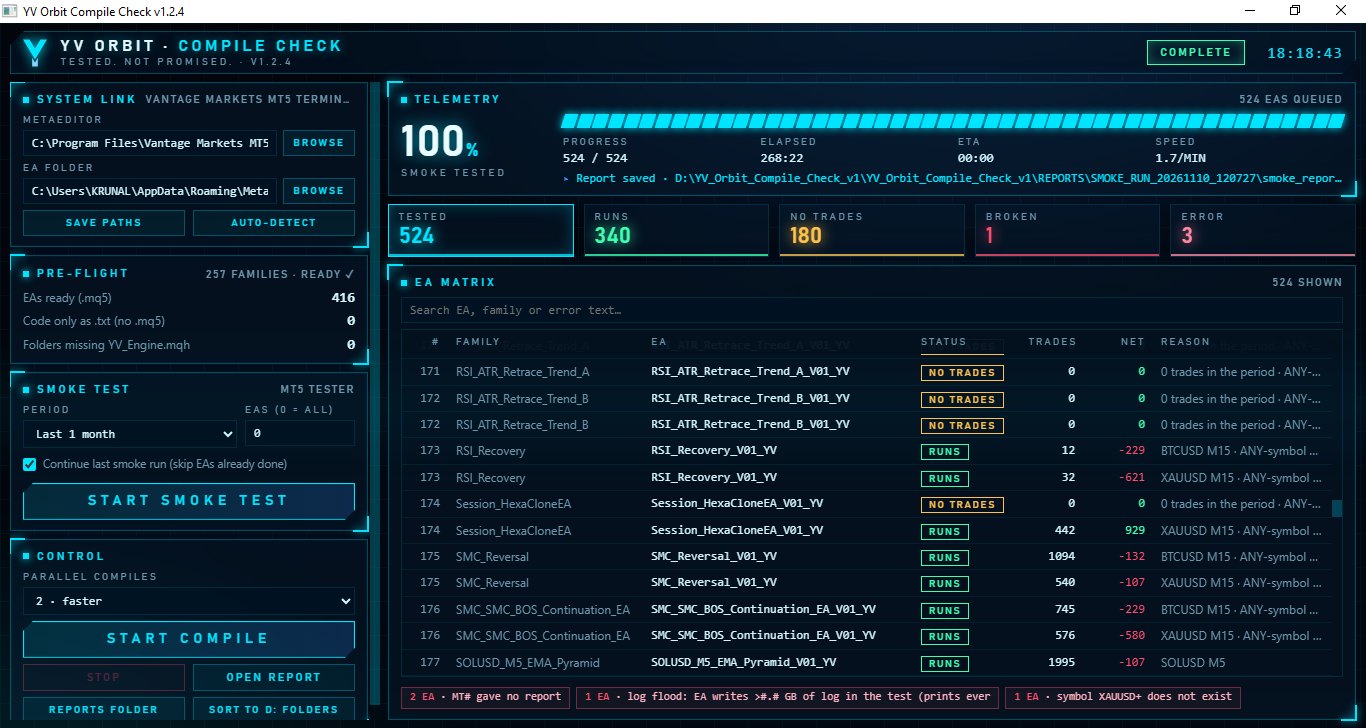 YV Orbit Compile Check v1.2.4
YV ORBIT · COMPILE CHECK
TESTED. NOT PROMISED. · V1.2.4
COMPLETE
18:18:43
SYSTEM LINK VANTAGE MARKETS MT5 TERMIN…
METAEDITOR
C:\Program Files\Vantage Markets MT5 BROWSE
EA FOLDER
C:\Users\KRUNAL\AppData\Roaming\Meta BROWSE
SAVE PATHS AUTO-DETECT
PRE-FLIGHT 257 FAMILIES · READY ✓
EAs ready (.mq5) 416
Code only as .txt (no .mq5) 0
Folders missing YV_Engine.mqh 0
SMOKE TEST MT5 TESTER
PERIOD EAS (0 = ALL)
Last 1 month 0
Continue last smoke run (skip EAs already done)
START SMOKE TEST
CONTROL
PARALLEL COMPILES
2 · faster
START COMPILE
STOP OPEN REPORT
REPORTS FOLDER SORT TO D: FOLDERS
TELEMETRY 524 EAS QUEUED
100%
SMOKE TESTED
PROGRESS ELAPSED ETA SPEED
524 / 524 268:22 00:00 1.7/MIN
▸ Report saved · D:\YV_Orbit_Compile_Check_v1\YV_Orbit_Compile_Check_v1\REPORTS\SMOKE_RUN_20261110_120727\smoke_repor…
TESTED RUNS NO TRADES BROKEN ERROR
524 340 180 1 3
EA MATRIX 524 SHOWN
Search EA, family or error text…
# FAMILY EA STATUS TRADES NET REASON
171 RSI_ATR_Retrace_Trend_A RSI_ATR_Retrace_Trend_A_V01_YV NO TRADES 0 0 0 trades in the period · ANY-…
172 RSI_ATR_Retrace_Trend_B RSI_ATR_Retrace_Trend_B_V01_YV NO TRADES 0 0 0 trades in the period · ANY-…
172 RSI_ATR_Retrace_Trend_B RSI_ATR_Retrace_Trend_B_V01_YV NO TRADES 0 0 0 trades in the period · ANY-…
173 RSI_Recovery RSI_Recovery_V01_YV RUNS 12 -229 BTCUSD M15 · ANY-symbol …
173 RSI_Recovery RSI_Recovery_V01_YV RUNS 32 -621 XAUUSD M15 · ANY-symbol …
174 Session_HexaCloneEA Session_HexaCloneEA_V01_YV NO TRADES 0 0 0 trades in the period · ANY-…
174 Session_HexaCloneEA Session_HexaCloneEA_V01_YV RUNS 442 929 XAUUSD M15 · ANY-symbol …
175 SMC_Reversal SMC_Reversal_V01_YV RUNS 1094 -132 BTCUSD M15 · ANY-symbol …
175 SMC_Reversal SMC_Reversal_V01_YV RUNS 540 -107 XAUUSD M15 · ANY-symbol …
176 SMC_SMC_BOS_Continuation_EA SMC_SMC_BOS_Continuation_EA_V01_YV RUNS 745 -229 BTCUSD M15 · ANY-symbol …
176 SMC_SMC_BOS_Continuation_EA SMC_SMC_BOS_Continuation_EA_V01_YV RUNS 576 -580 XAUUSD M15 · ANY-symbol …
177 SOLUSD_M5_EMA_Pyramid SOLUSD_M5_EMA_Pyramid_V01_YV RUNS 1995 -107 SOLUSD M5
2 EA · MT# gave no report 1 EA · log flood: EA writes >#.# GB of log in the test (prints ever 1 EA · symbol XAUUSD+ does not exist